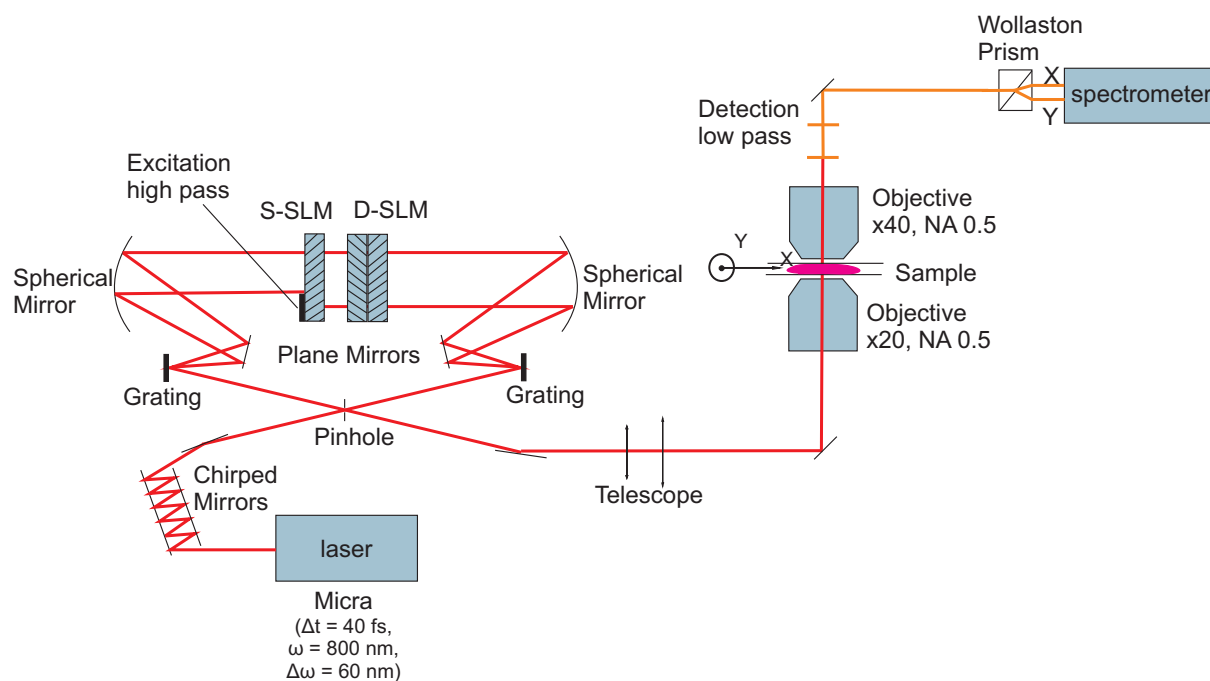 Wollaston
Prism
X
Y
spectrometer
Detection
low pass
Excitation
high pass
S-SLM
D-SLM
Objective
x40, NA 0.5
Y
X
Sample
Spherical
Mirror
Spherical
Mirror
Objective
x20, NA 0.5
Plane Mirrors
Grating
Grating
Pinhole
Chirped
Mirrors
Telescope
laser
Micra
(Δt = 40 fs,
ω = 800 nm,
Δω = 60 nm)